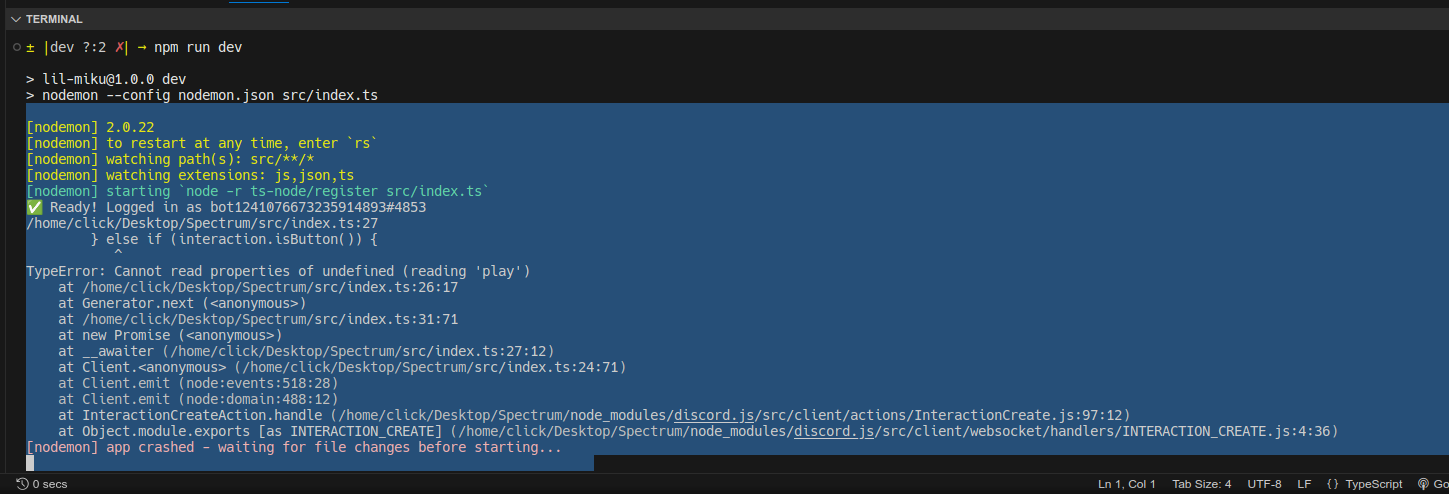 TERMINAL
± |dev ?:2 ✗| → npm run dev
> lil-miku@1.0.0 dev
> nodemon --config nodemon.json src/index.ts
[nodemon] 2.0.22
[nodemon] to restart at any time, enter `rs`
[nodemon] watching path(s): src/**/*
[nodemon] watching extensions: js,json,ts
[nodemon] starting `node -r ts-node/register src/index.ts`
✅ Ready! Logged in as bot1241076673235914893#4853
/home/click/Desktop/Spectrum/src/index.ts:27
        } else if (interaction.isButton()) {
           ^
TypeError: Cannot read properties of undefined (reading 'play')
    at /home/click/Desktop/Spectrum/src/index.ts:26:17
    at Generator.next (<anonymous>)
    at /home/click/Desktop/Spectrum/src/index.ts:31:71
    at new Promise (<anonymous>)
    at __awaiter (/home/click/Desktop/Spectrum/src/index.ts:27:12)
    at Client.<anonymous> (/home/click/Desktop/Spectrum/src/index.ts:24:71)
    at Client.emit (node:events:518:28)
    at Client.emit (node:domain:488:12)
    at InteractionCreateAction.handle (/home/click/Desktop/Spectrum/node_modules/discord.js/src/client/actions/InteractionCreate.js:97:12)
    at Object.module.exports [as INTERACTION_CREATE] (/home/click/Desktop/Spectrum/node_modules/discord.js/src/client/websocket/handlers/INTERACTION_CREATE.js:4:36)
[nodemon] app crashed - waiting for file changes before starting...
0 secs Ln 1, Col 1 Tab Size: 4 UTF-8 LF {} TypeScript Go